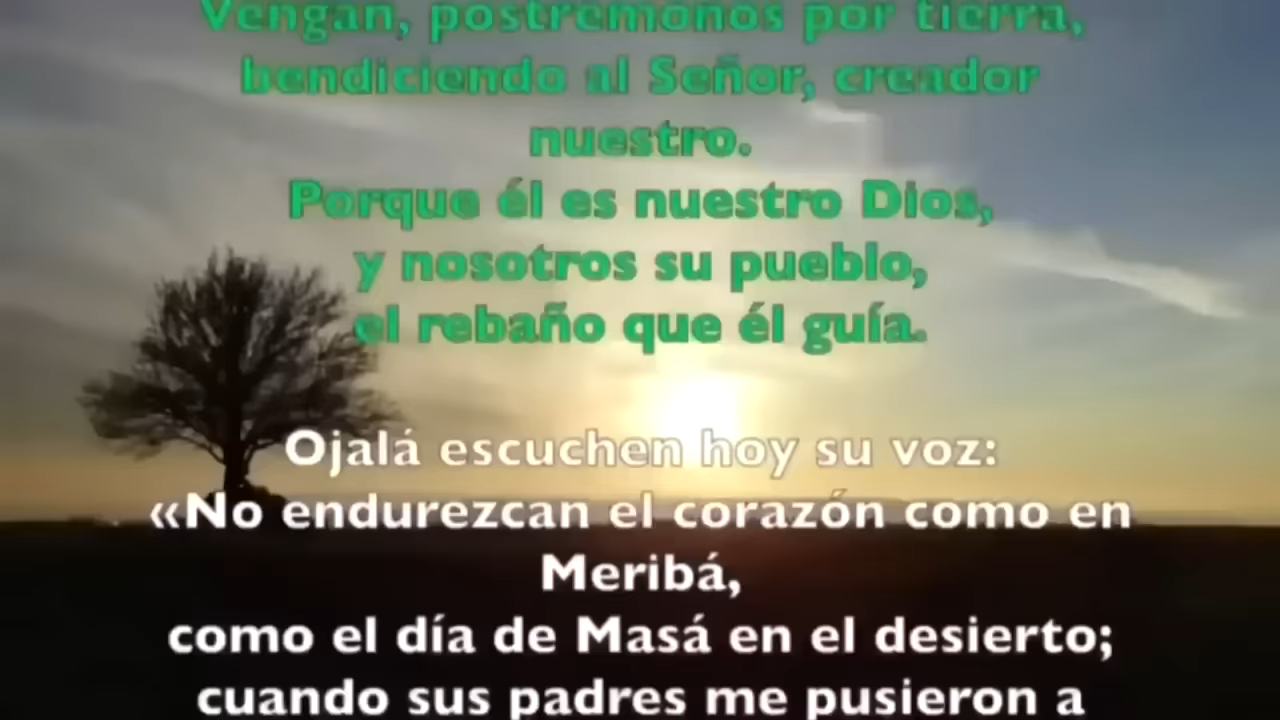 Vengan, postrémonos por tierra,
bendiciendo al Señor, creador
nuestro.
Porque él es nuestro Dios,
y nosotros su pueblo,
el rebaño que él guía.
Ojalá escuchen hoy su voz:
«No endurezcan el corazón como en
Meribá,
como el día de Masá en el desierto;
cuando sus padres me pusieron a